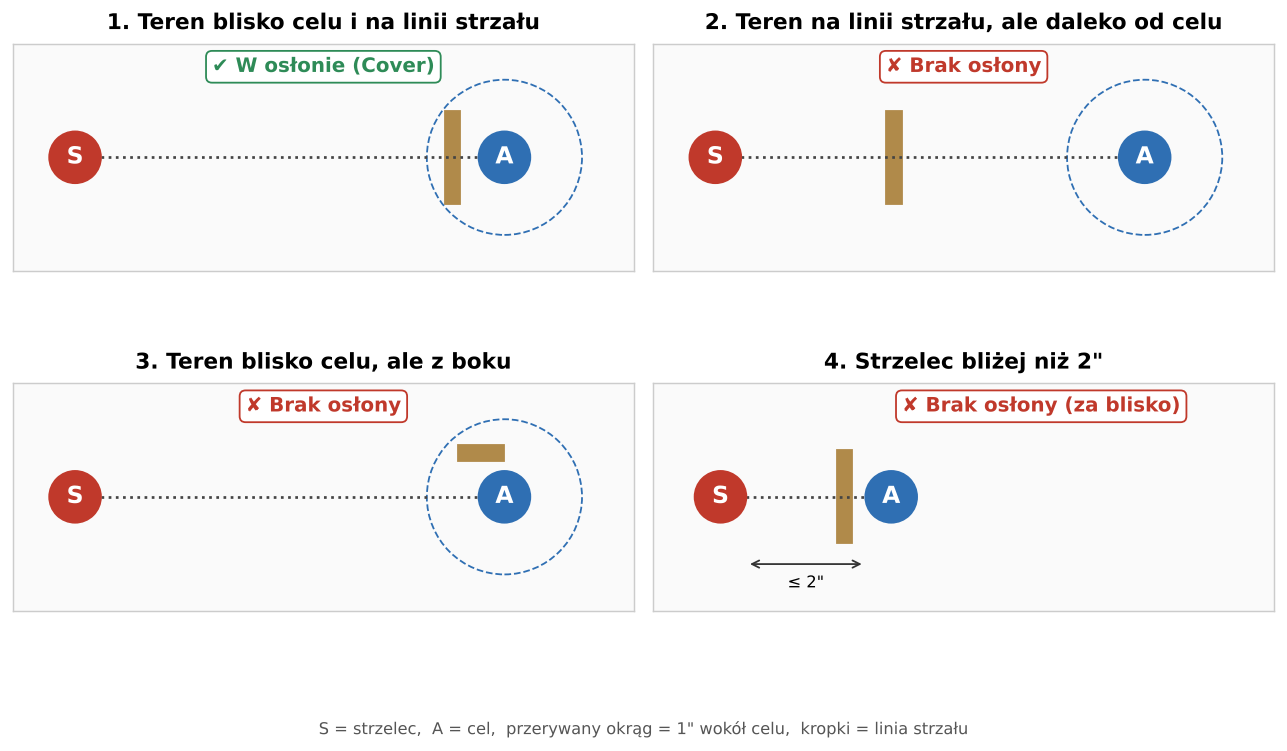 1. Teren blisko celu i na linii strzału
✔ W osłonie (Cover)
S
A
2. Teren na linii strzału, ale daleko od celu
✘ Brak osłony
S
A
3. Teren blisko celu, ale z boku
✘ Brak osłony
S
A
4. Strzelec bliżej niż 2"
✘ Brak osłony (za blisko)
S
A
≤ 2"
S = strzelec, A = cel, przerywany okrąg = 1" wokół celu, kropki = linia strzału